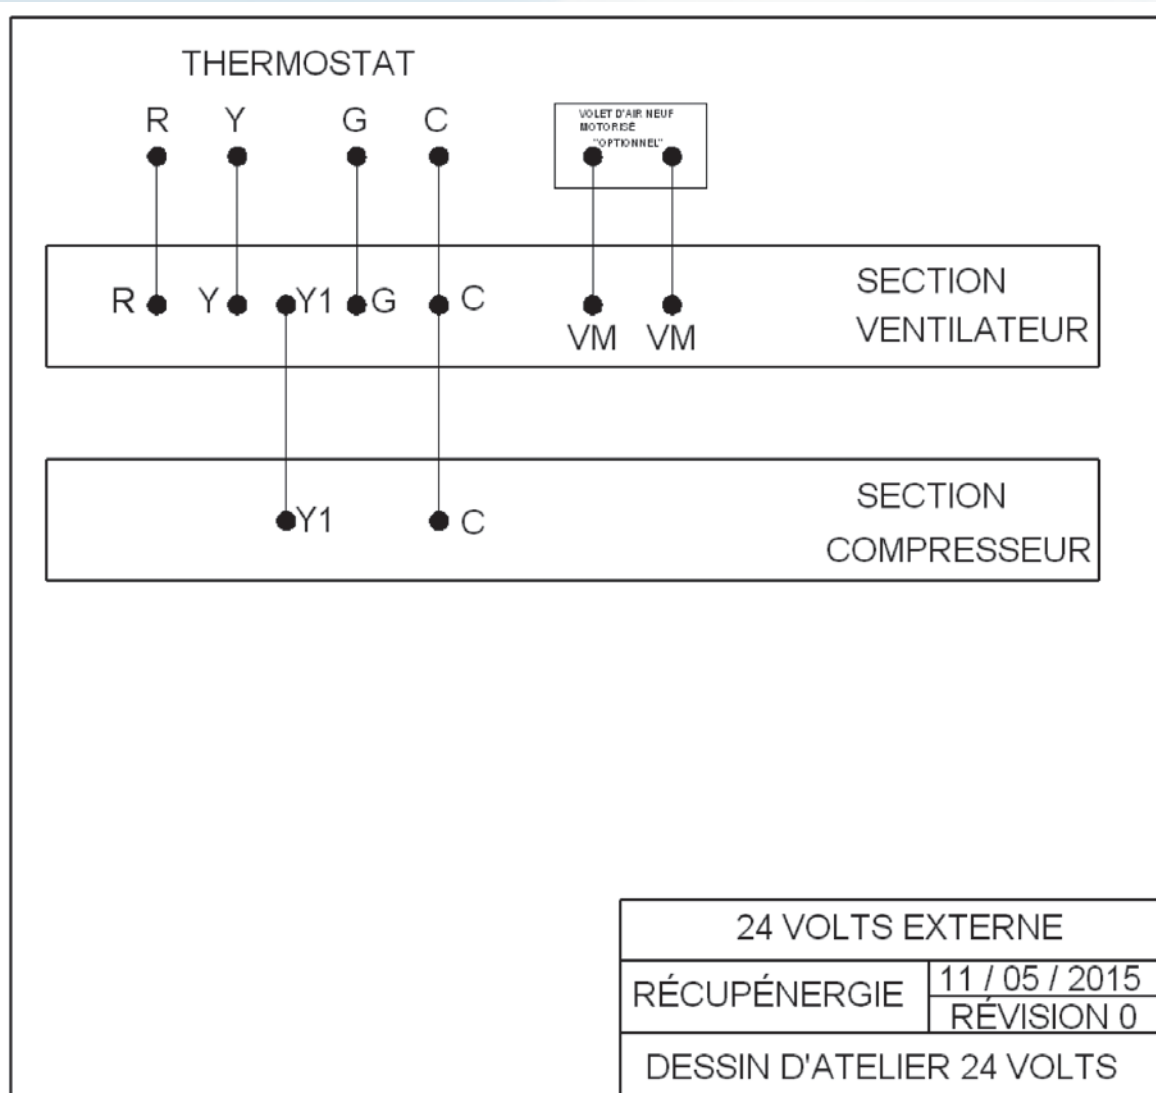 THERMOSTAT
R Y G C
VOLET D'AIR NEUF
MOTORISÉ
"OPTIONNEL"
R Y Y1 G C
VM VM
SECTION
VENTILATEUR
Y1 C
SECTION
COMPRESSEUR
24 VOLTS EXTERNE
RÉCUPÉNERGIE
11 / 05 / 2015
RÉVISION 0
DESSIN D'ATELIER 24 VOLTS